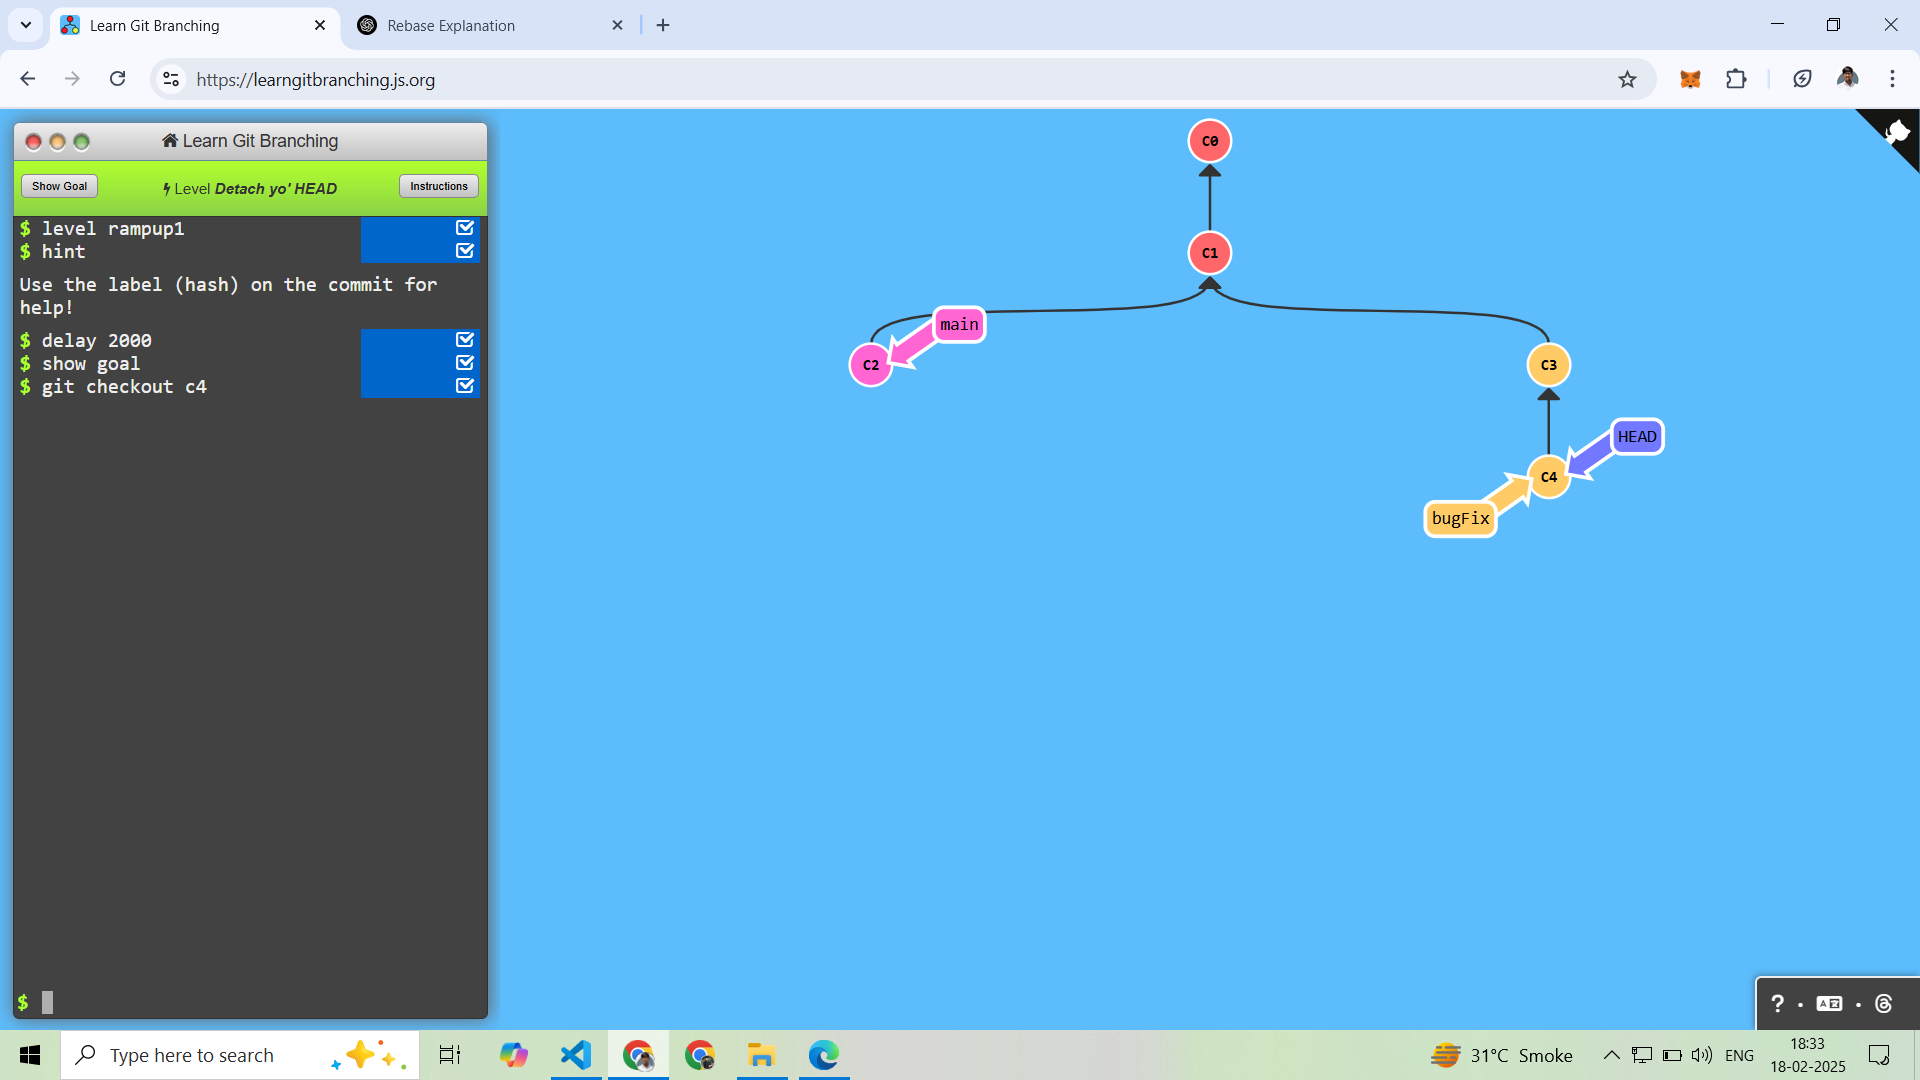 Learn Git Branching
Rebase Explanation
https://learngitbranching.js.org
Learn Git Branching
Show Goal
Level Detach yo' HEAD
Instructions
$ level rampup1
$ hint
Use the label (hash) on the commit for
help!
$ delay 2000
$ show goal
$ git checkout c4
$
C0
C1
main
C2
C3
HEAD
C4
bugFix
?
Type here to search
31°C Smoke
ENG
18:33
18-02-2025